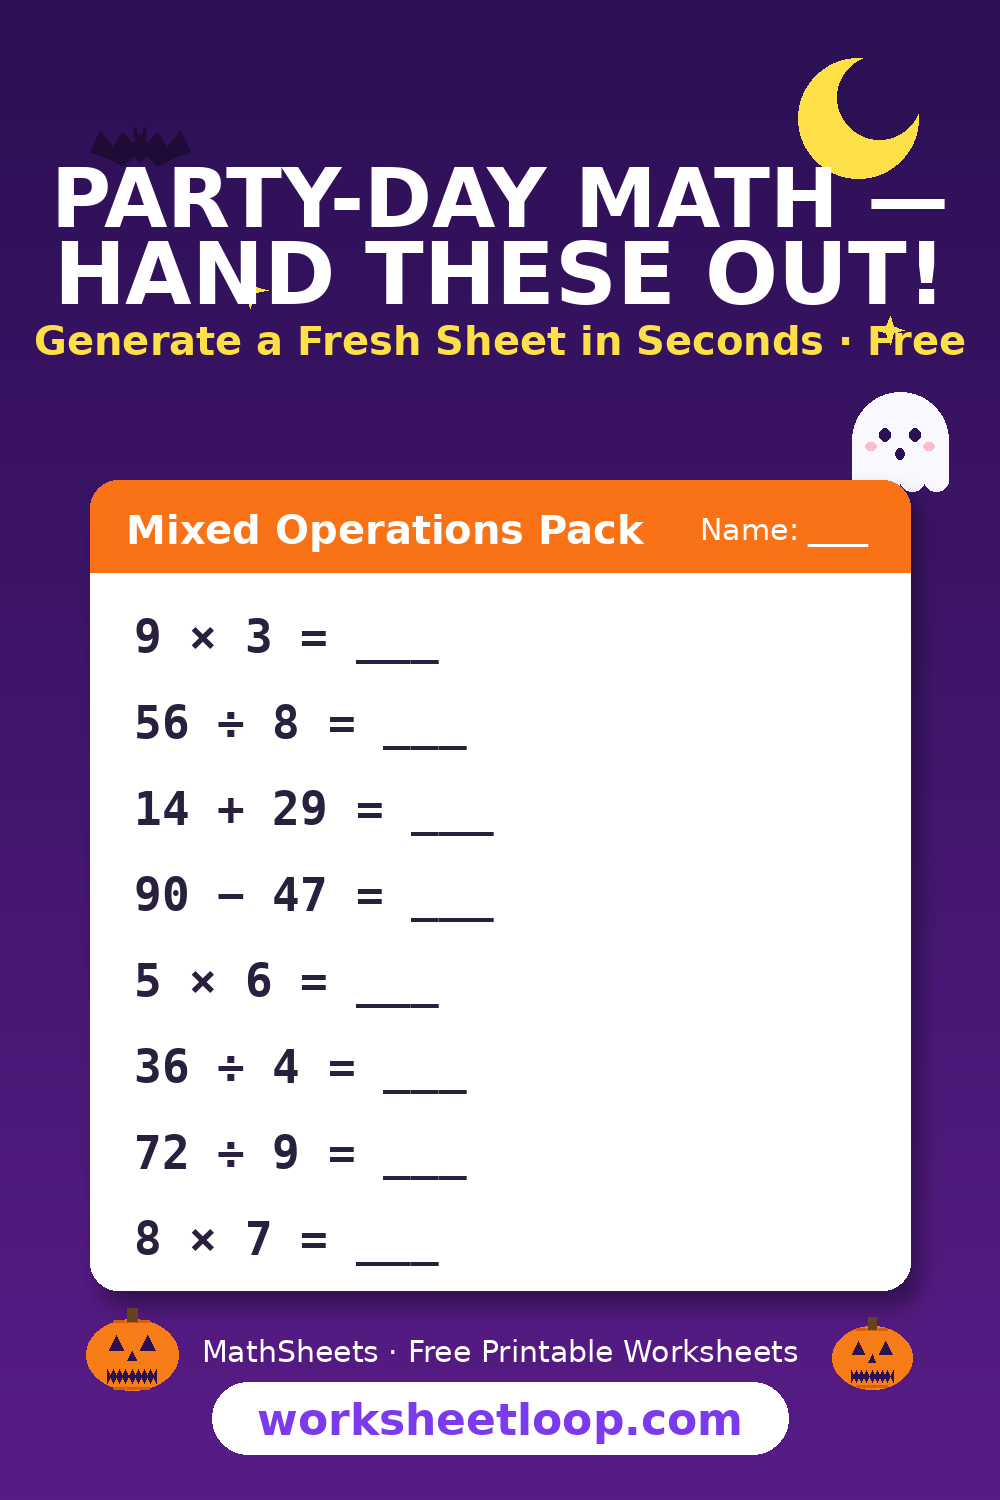 PARTY-DAY MATH —
HAND THESE OUT!
Generate a Fresh Sheet in Seconds · Free
Mixed Operations Pack
Name: ____
9 × 3 = ___
56 ÷ 8 = ___
14 + 29 = ___
90 − 47 = ___
5 × 6 = ___
36 ÷ 4 = ___
72 ÷ 9 = ___
8 × 7 = ___
MathSheets · Free Printable Worksheets
worksheetloop.com